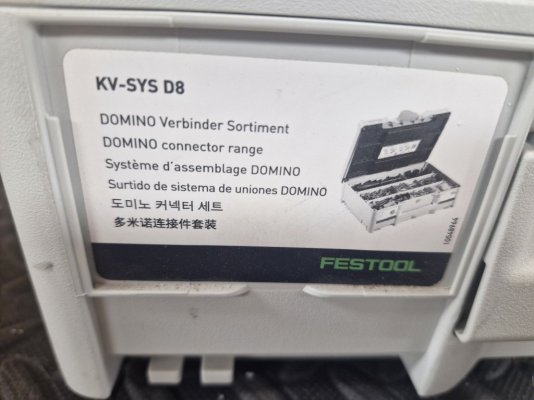 KV-SYS D8
DOMINO Verbinder Sortiment
DOMINO connector range
Système d'assemblage DOMINO
Surtido de sistema de uniones DOMINO
도미노 커넥터 세트
多米诺连接件套装
FESTOOL